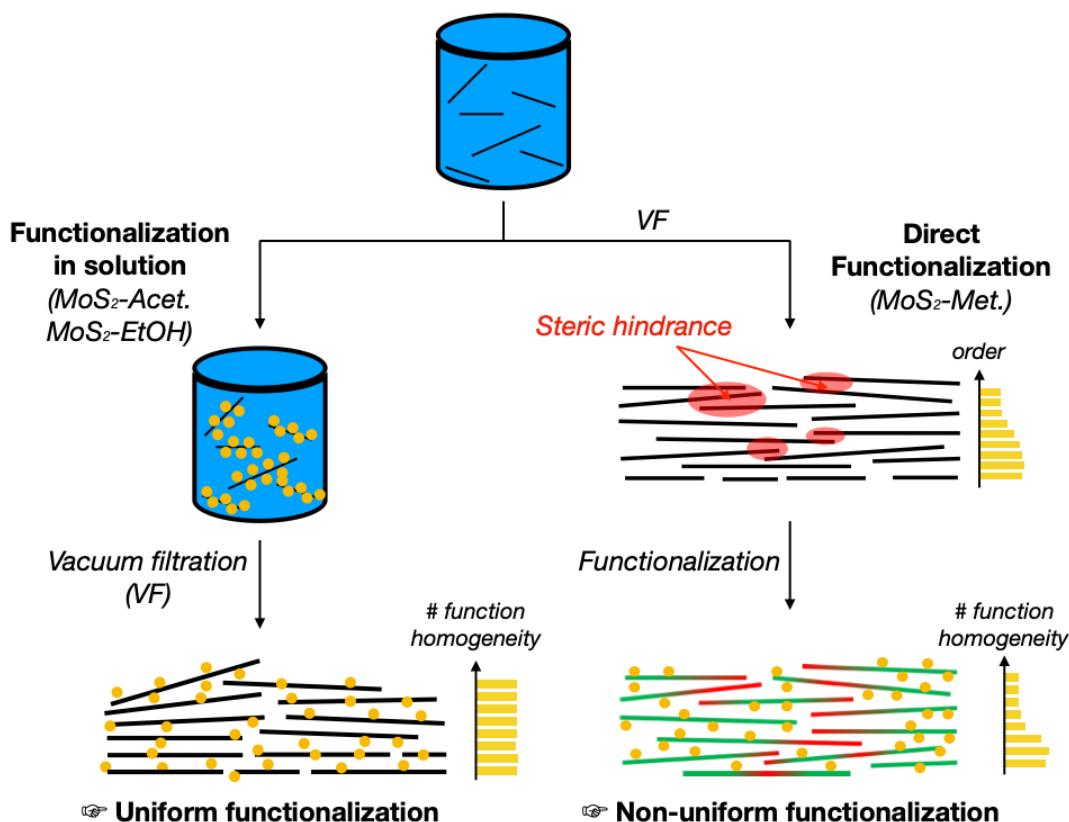 VF
Functionalization
in solution
(MoS₂-Acet.
MoS₂-EtOH)
Direct
Functionalization
(MoS₂-Met.)
Steric hindrance
order
Vacuum filtration
(VF)
Functionalization
# function
homogeneity
# function
homogeneity
☞ Uniform functionalization
☞ Non-uniform functionalization